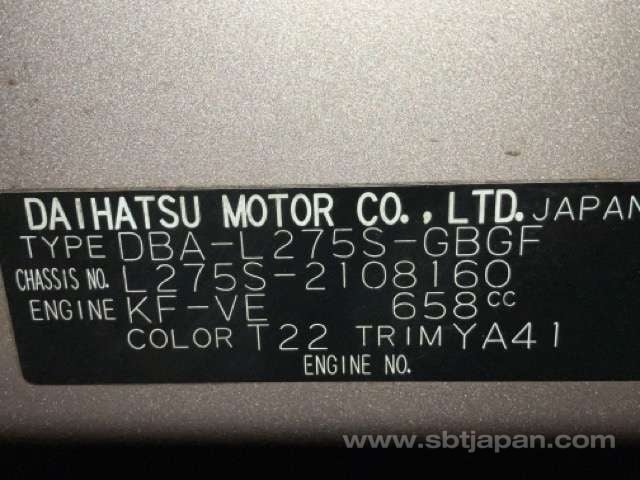 DAIHATSU MOTOR CO., LTD. JAPAN
TYPE DBA-L275S-GBGF
CHASSIS NO. L275S-2108160
ENGINE KF-VE 658cc
COLOR T22 TRIM YA41
ENGINE NO.
www.sbtjapan.com